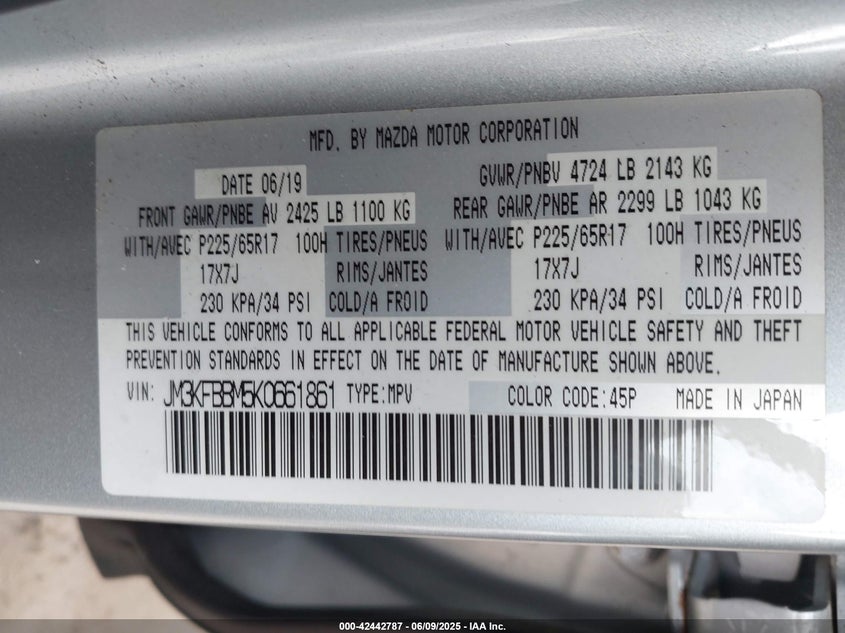 MFD. BY MAZDA MOTOR CORPORATION
DATE 06/19 GVWR/PNBV 4724 LB 2143 KG
FRONT GAWR/PNBE AV 2425 LB 1100 KG REAR GAWR/PNBE AR 2299 LB 1043 KG
WITH/AVEC P225/65R17 100H TIRES/PNEUS WITH/AVEC P225/65R17 100H TIRES/PNEUS
17X7J RIMS/JANTES 17X7J RIMS/JANTES
230 KPA/34 PSI COLD/A FROID 230 KPA/34 PSI COLD/A FROID
THIS VEHICLE CONFORMS TO ALL APPLICABLE FEDERAL MOTOR VEHICLE SAFETY AND THEFT
PREVENTION STANDARDS IN EFFECT ON THE DATE OF MANUFACTURE SHOWN ABOVE.
VIN: JM3KFBBM5K0661861 TYPE:MPV COLOR CODE:45P MADE IN JAPAN
000-42442787 - 06/09/2025 - IAA Inc.